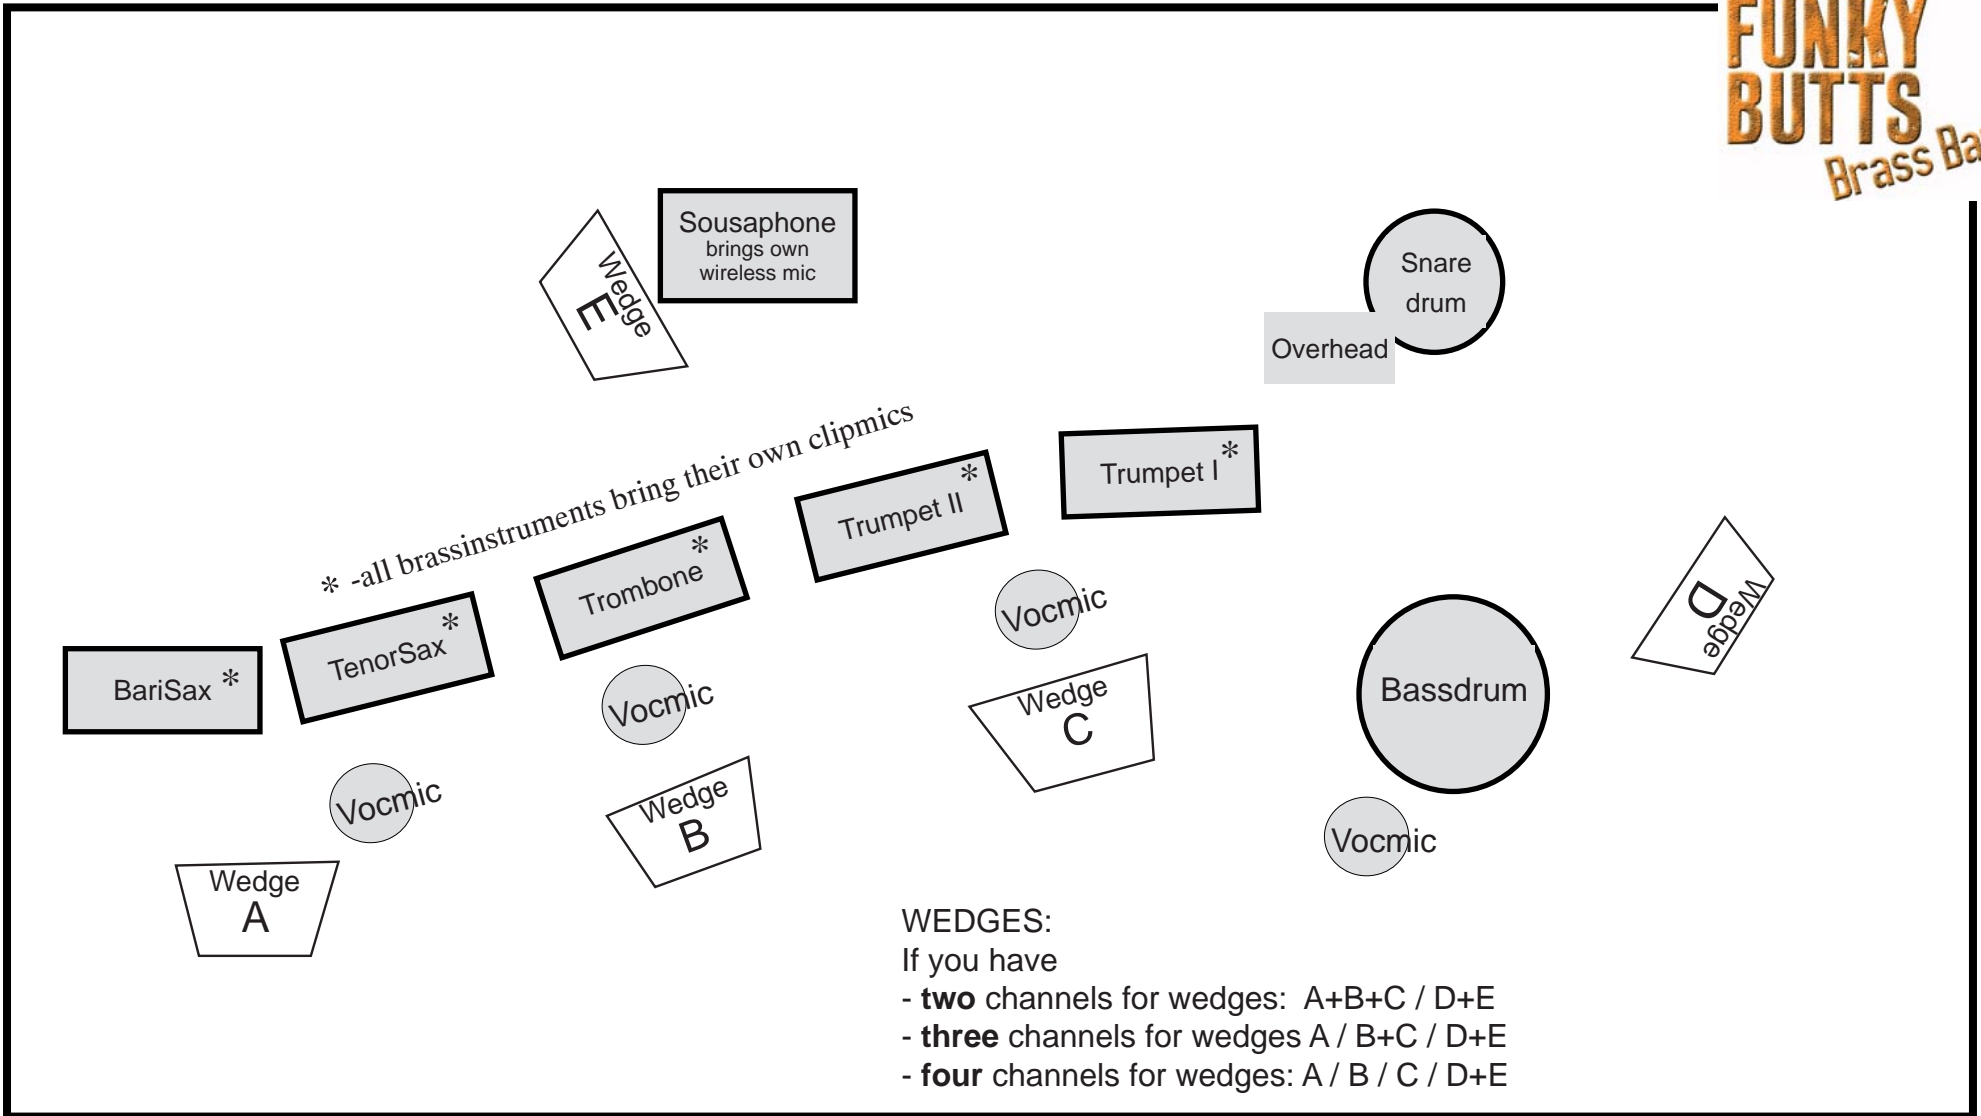 FUNKY
BUTTS
Brass
Sousaphone
brings own
wireless mic
Wedge
E
Snare
drum
Overhead
* -all brassinstruments bring their own clipmics
Trumpet I *
Trumpet II *
Trombone *
TenorSax *
BariSax *
Vocmic
Vocmic
Vocmic
Wedge
D
Bassdrum
Wedge
C
Wedge
B
Vocmic
Wedge
A
WEDGES:
If you have
- two channels for wedges: A+B+C / D+E
- three channels for wedges A / B+C / D+E
- four channels for wedges: A / B / C / D+E